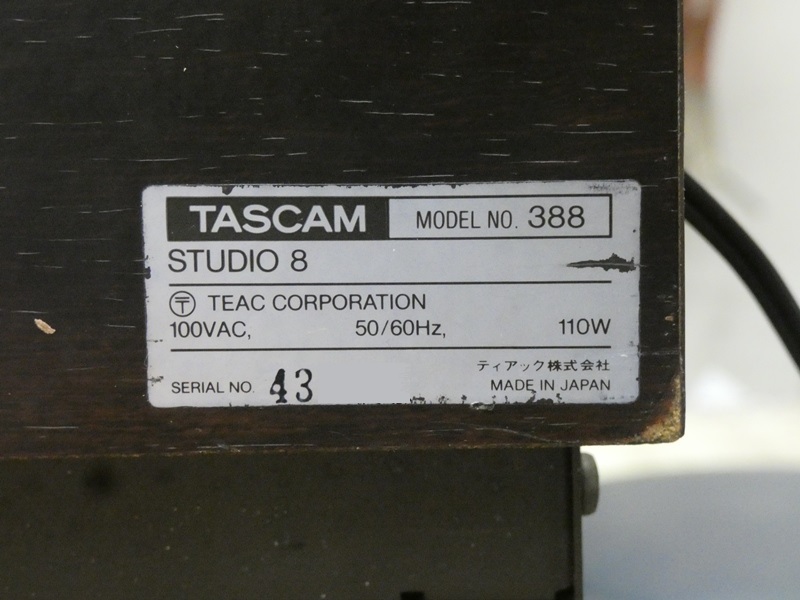 TASCAM MODEL NO. 388
STUDIO 8
〒 TEAC CORPORATION
100VAC, 50/60Hz, 110W
ティアック株式会社
SERIAL NO. 43 MADE IN JAPAN